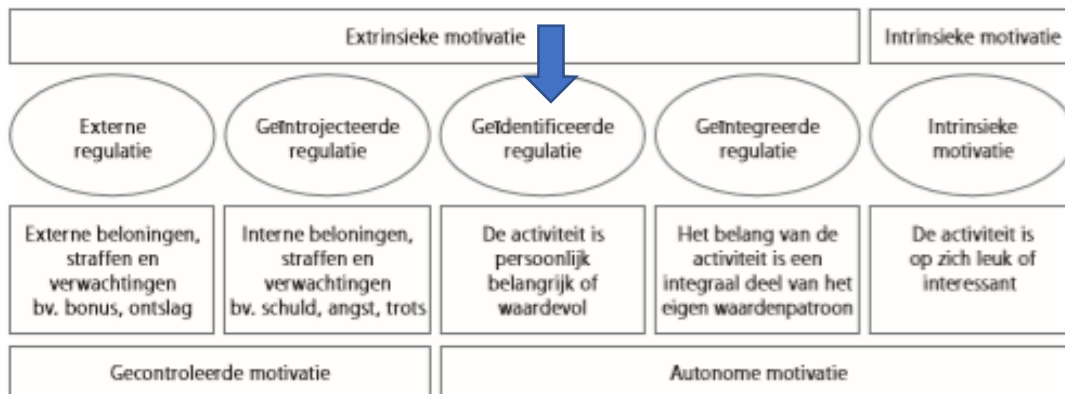 Extrinsieke motivatie
Intrinsieke motivatie
Externe
regulatie
Geïntrojecteerde
regulatie
Geïdentificeerde
regulatie
Geïntegreerde
regulatie
Intrinsieke
motivatie
Externe beloningen,
straffen en
verwachtingen
bv. bonus, ontslag
Interne beloningen,
straffen en
verwachtingen
bv. schuld, angst, trots
De activiteit is
persoonlijk
belangrijk of
waardevol
Het belang van de
activiteit is een
integraal deel van het
eigen waardenpatroon
De activiteit is
op zich leuk of
interessant
Gecontroleerde motivatie
Autonome motivatie